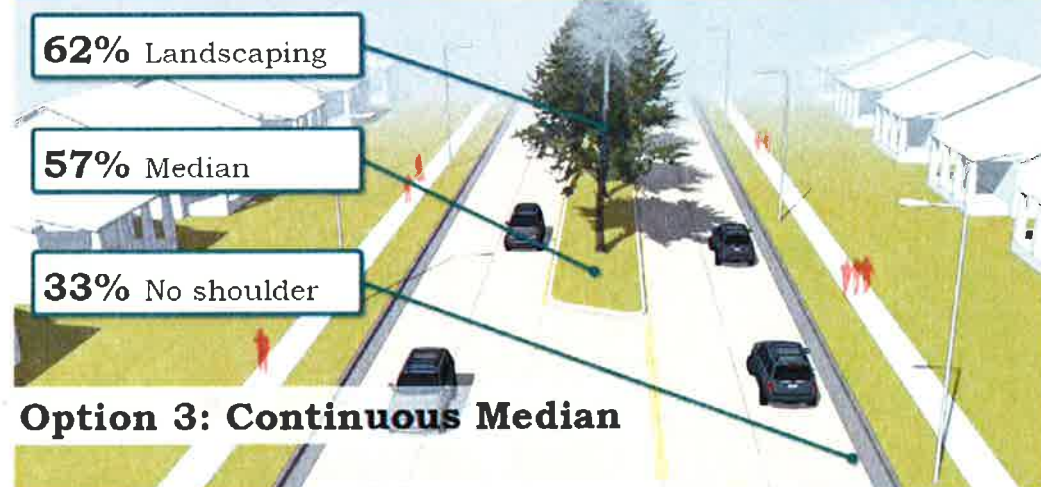 62% Landscaping
57% Median
33% No shoulder
Option 3: Continuous Median